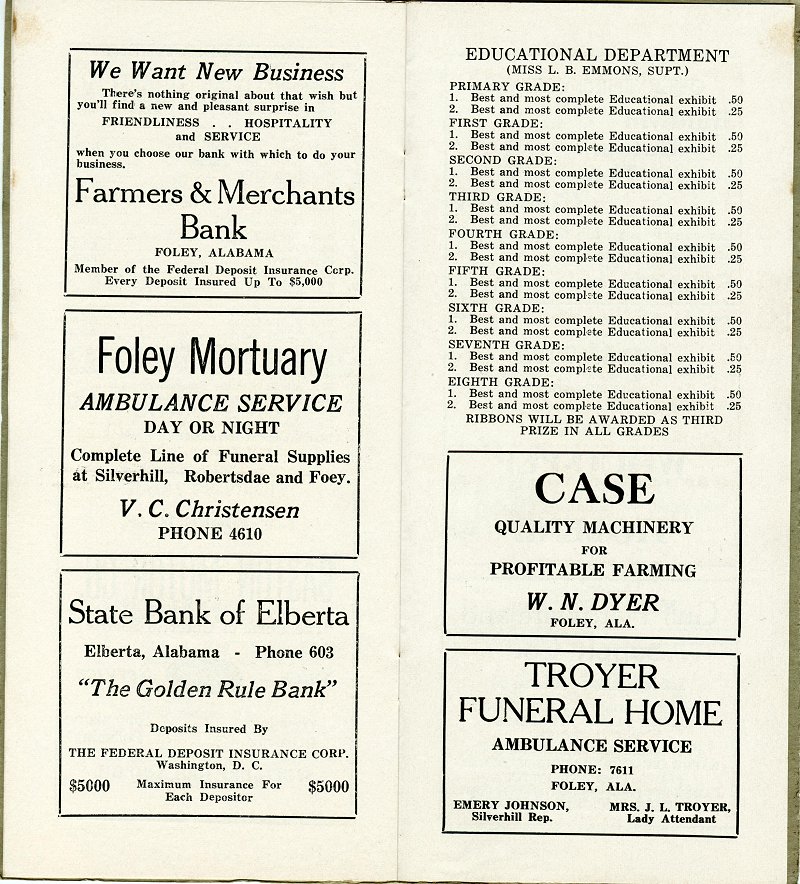 We Want New Business
There's nothing original about that wish but
you'll find a new and pleasant surprise in
FRIENDLINESS . . HOSPITALITY
and SERVICE
when you choose our bank with which to do your
business.
Farmers & Merchants
Bank
FOLEY, ALABAMA
Member of the Federal Deposit Insurance Corp.
Every Deposit Insured Up To $5,000
Foley Mortuary
AMBULANCE SERVICE
DAY OR NIGHT
Complete Line of Funeral Supplies
at Silverhill, Robertsdae and Foey.
V. C. Christensen
PHONE 4610
State Bank of Elberta
Elberta, Alabama - Phone 603
"The Golden Rule Bank"
Deposits Insured By
THE FEDERAL DEPOSIT INSURANCE CORP.
Washington, D. C.
$5000 Maximum Insurance For $5000
Each Depositor
EDUCATIONAL DEPARTMENT
(MISS L. B. EMMONS, SUPT.)
PRIMARY GRADE:
1. Best and most complete Educational exhibit .50
2. Best and most complete Educational exhibit .25
FIRST GRADE:
1. Best and most complete Educational exhibit .50
2. Best and most complete Educational exhibit .25
SECOND GRADE:
1. Best and most complete Educational exhibit .50
2. Best and most complete Educational exhibit .25
THIRD GRADE:
1. Best and most complete Educational exhibit .50
2. Best and most complete Educational exhibit .25
FOURTH GRADE:
1. Best and most complete Educational exhibit .50
2. Best and most complete Educational exhibit .25
FIFTH GRADE:
1. Best and most complete Educational exhibit .50
2. Best and most complete Educational exhibit .25
SIXTH GRADE:
1. Best and most complete Educational exhibit .50
2. Best and most complete Educational exhibit .25
SEVENTH GRADE:
1. Best and most complete Educational exhibit .50
2. Best and most complete Educational exhibit .25
EIGHTH GRADE:
1. Best and most complete Educational exhibit .50
2. Best and most complete Educational exhibit .25
RIBBONS WILL BE AWARDED AS THIRD
PRIZE IN ALL GRADES
CASE
QUALITY MACHINERY
FOR
PROFITABLE FARMING
W. N. DYER
FOLEY, ALA.
TROYER
FUNERAL HOME
AMBULANCE SERVICE
PHONE: 7611
FOLEY, ALA.
EMERY JOHNSON, MRS. J. L. TROYER,
Silverhill Rep. Lady Attendant